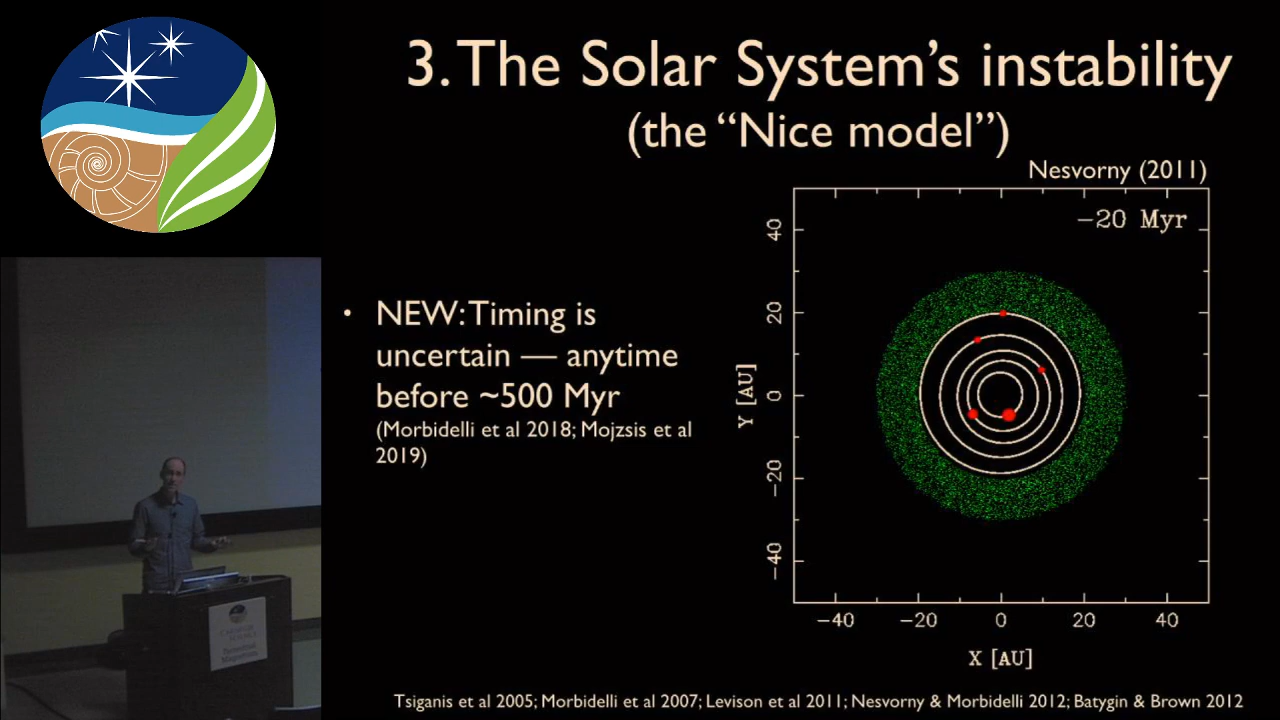 3. The Solar System's instability
(the “Nice model”)
Nesvorny (2011)
−20 Myr
• NEW: Timing is
uncertain — anytime
before ~500 Myr
(Morbidelli et al 2018; Mojzsis et al
2019)
40
20
0
−20
−40
Y [AU]
−40 −20 0 20 40
X [AU]
CARNEGIE
SCIENCE
Tsiganis et al 2005; Morbidelli et al 2007; Levison et al 2011; Nesvorny & Morbidelli 2012; Batygin & Brown 2012